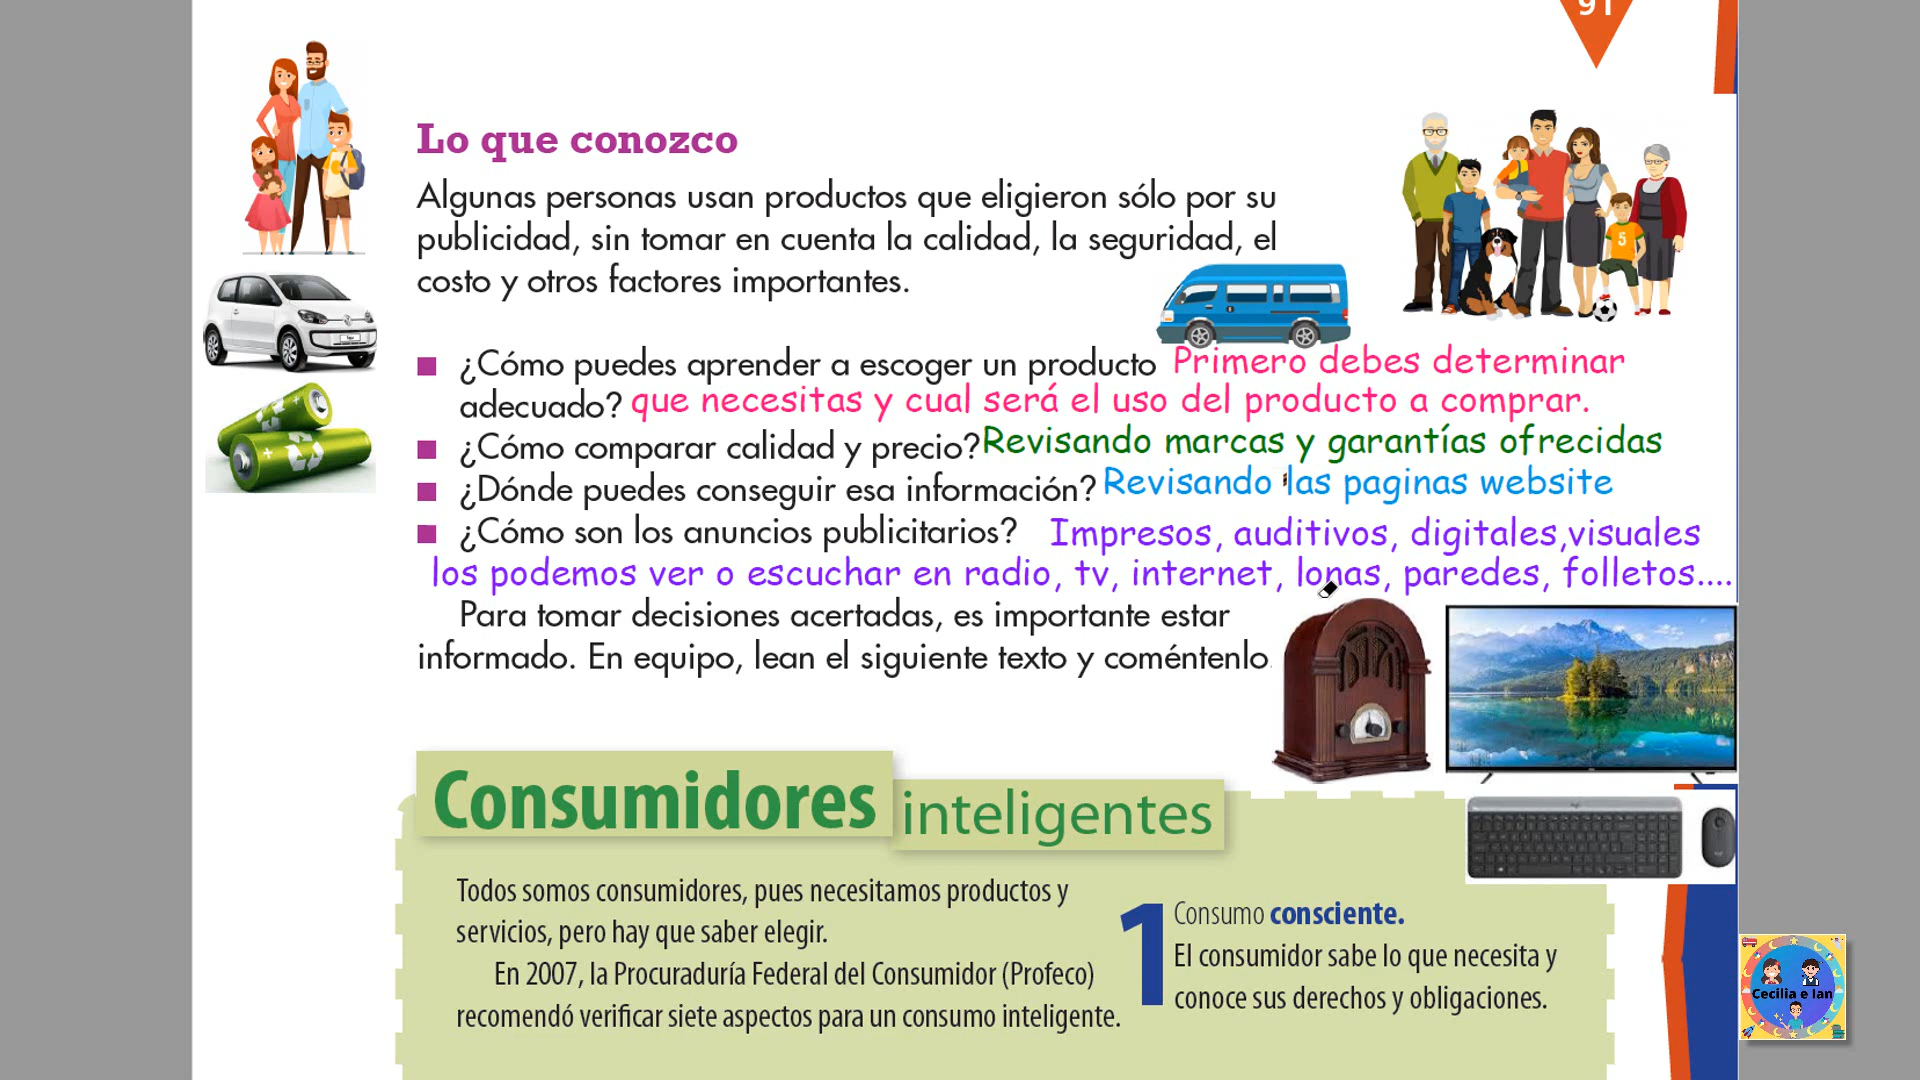 91
Lo que conozco
Algunas personas usan productos que eligieron sólo por su
publicidad, sin tomar en cuenta la calidad, la seguridad, el
costo y otros factores importantes.
¿Cómo puedes aprender a escoger un producto Primero debes determinar
adecuado? que necesitas y cual será el uso del producto a comprar.
¿Cómo comparar calidad y precio? Revisando marcas y garantías ofrecidas
¿Dónde puedes conseguir esa información? Revisando las paginas website
¿Cómo son los anuncios publicitarios? Impresos, auditivos, digitales,visuales
los podemos ver o escuchar en radio, tv, internet, lonas, paredes, folletos....
Para tomar decisiones acertadas, es importante estar
informado. En equipo, lean el siguiente texto y coméntenlo.
5
Consumidores inteligentes
Todos somos consumidores, pues necesitamos productos y
servicios, pero hay que saber elegir.
En 2007, la Procuraduría Federal del Consumidor (Profeco)
recomendó verificar siete aspectos para un consumo inteligente.
1 Consumo consciente.
El consumidor sabe lo que necesita y
conoce sus derechos y obligaciones.
Cecilia e Ian